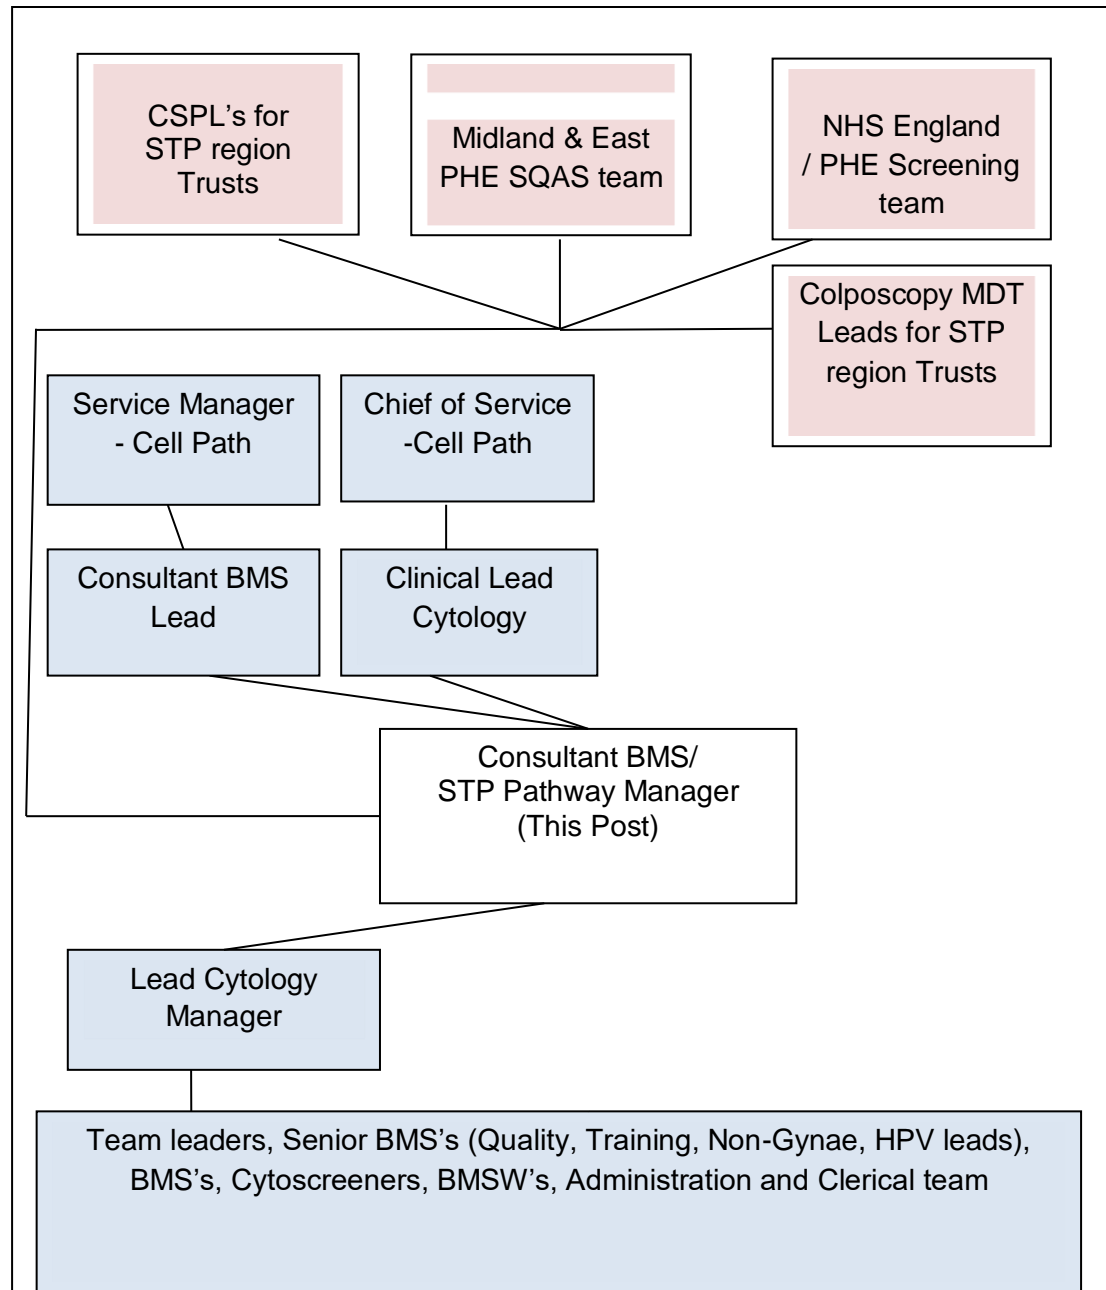 CSPL's for
STP region
Trusts
Midland & East
PHE SQAS team
NHS England
/ PHE Screening
team
Colposcopy MDT
Leads for STP
region Trusts
Service Manager
- Cell Path
Chief of Service
-Cell Path
Consultant BMS
Lead
Clinical Lead
Cytology
Consultant BMS/
STP Pathway Manager
(This Post)
Lead Cytology
Manager
Team leaders, Senior BMS's (Quality, Training, Non-Gynae, HPV leads),
BMS's, Cytoscreeners, BMSW's, Administration and Clerical team